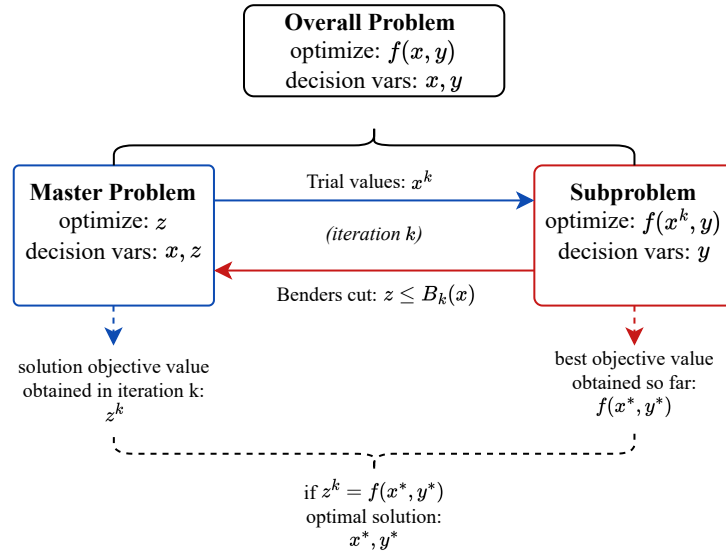 Overall Problem
optimize: f(x, y)
decision vars: x, y
Master Problem
optimize: z
decision vars: x, z
Trial values: x^k
(iteration k)
Benders cut: z ≤ B_k(x)
Subproblem
optimize: f(x^k, y)
decision vars: y
solution objective value
obtained in iteration k:
z^k
best objective value
obtained so far:
f(x*, y*)
if z^k = f(x*, y*)
optimal solution:
x*, y*